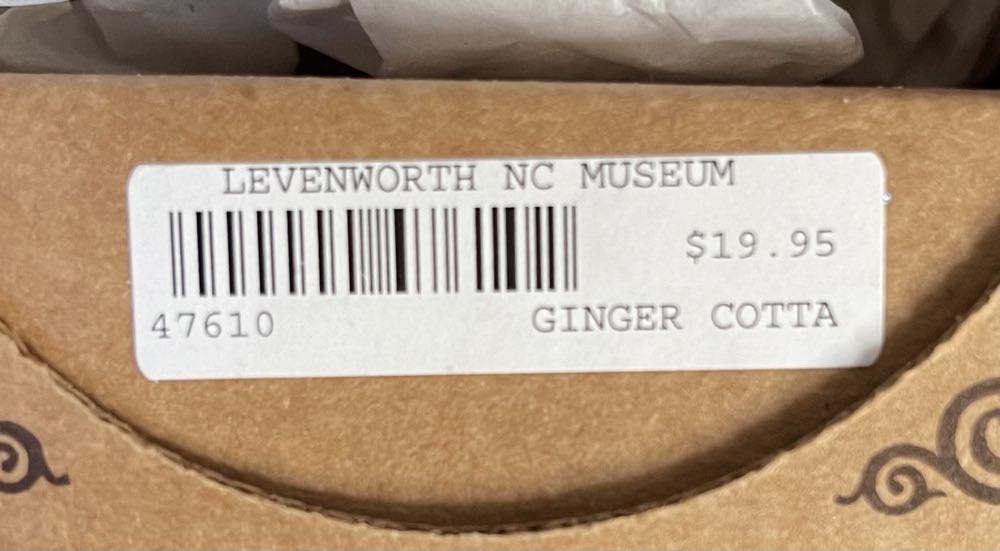 LEVENWORTH NC MUSEUM
$19.95
47610 GINGER COTTA